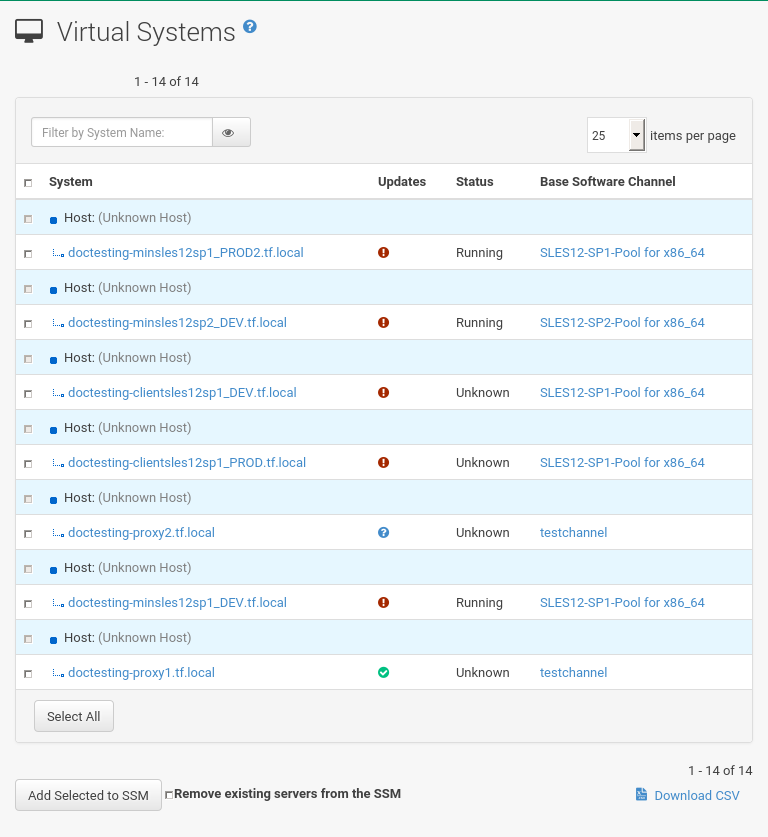 Virtual Systems ?
1 - 14 of 14
Filter by System Name:
25 items per page
System Updates Status Base Software Channel
Host: (Unknown Host)
doctesting-minsles12sp1_PROD2.tf.local Running SLES12-SP1-Pool for x86_64
Host: (Unknown Host)
doctesting-minsles12sp2_DEV.tf.local Running SLES12-SP2-Pool for x86_64
Host: (Unknown Host)
doctesting-clientsles12sp1_DEV.tf.local Unknown SLES12-SP1-Pool for x86_64
Host: (Unknown Host)
doctesting-clientsles12sp1_PROD.tf.local Unknown SLES12-SP1-Pool for x86_64
Host: (Unknown Host)
doctesting-proxy2.tf.local Unknown testchannel
Host: (Unknown Host)
doctesting-minsles12sp1_DEV.tf.local Running SLES12-SP1-Pool for x86_64
Host: (Unknown Host)
doctesting-proxy1.tf.local Unknown testchannel
Select All
1 - 14 of 14
Add Selected to SSM Remove existing servers from the SSM Download CSV